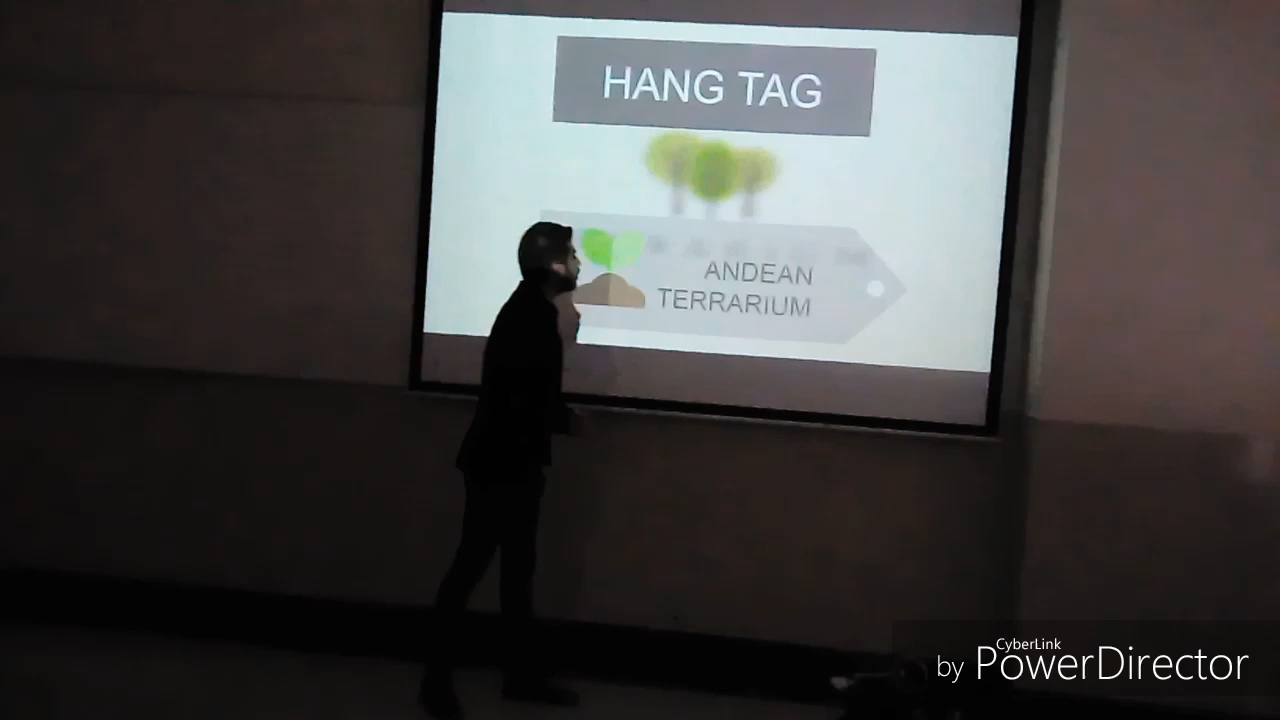 HANG TAG
ANDEAN
TERRARIUM
CyberLink
by PowerDirector